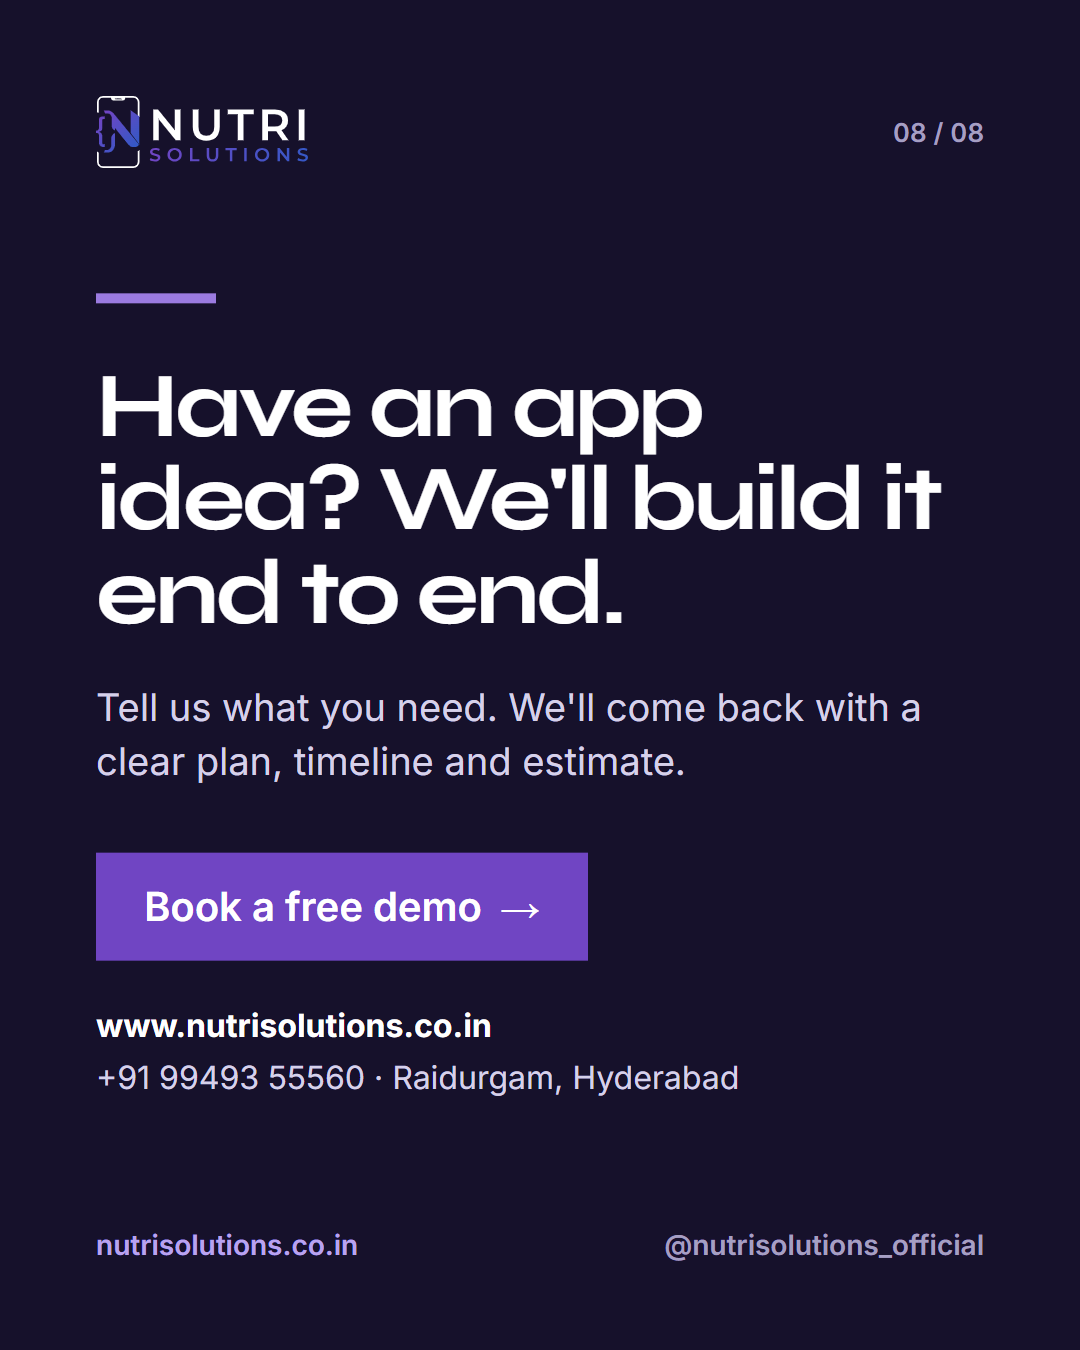 NUTRI
SOLUTIONS
08 / 08
Have an app
idea? We'll build it
end to end.
Tell us what you need. We'll come back with a
clear plan, timeline and estimate.
Book a free demo →
www.nutrisolutions.co.in
+91 99493 55560 · Raidurgam, Hyderabad
nutrisolutions.co.in
@nutrisolutions_official